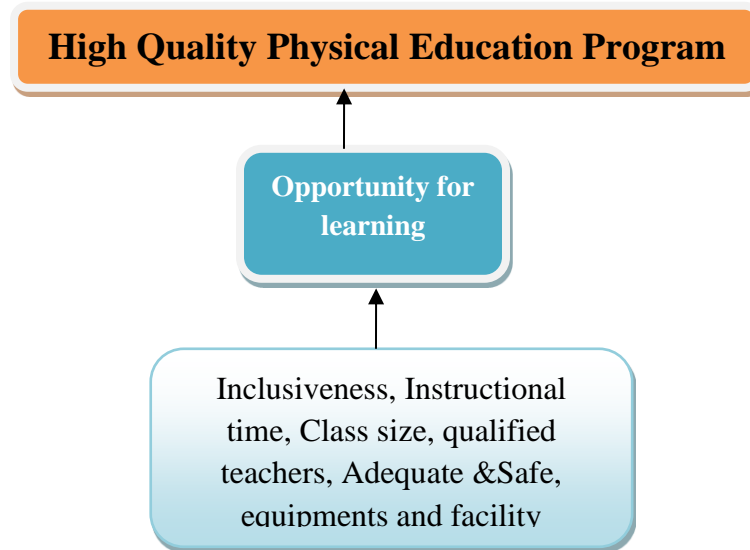 High Quality Physical Education Program
Opportunity for
learning
Inclusiveness, Instructional
time, Class size, qualified
teachers, Adequate &Safe,
equipments and facility